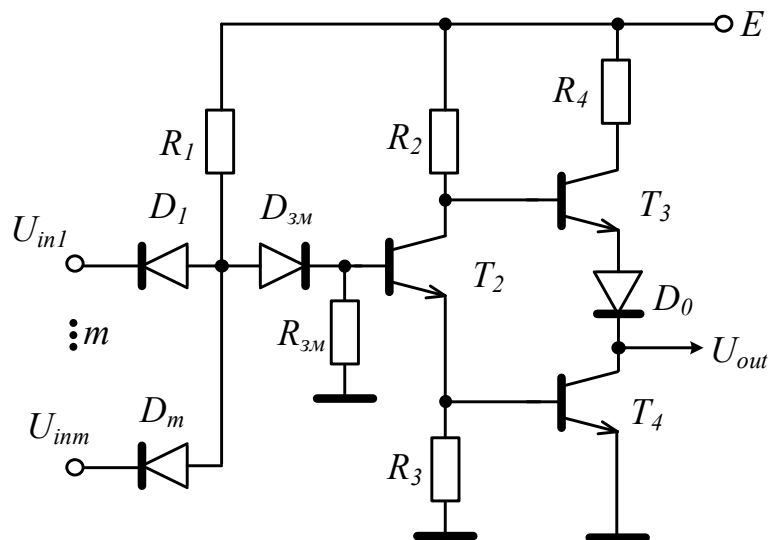 E
R4
R1
R2
D1
Dзм
T3
Uin1
T2
D0
m
Rзм
Uout
Dm
T4
Uinm
R3